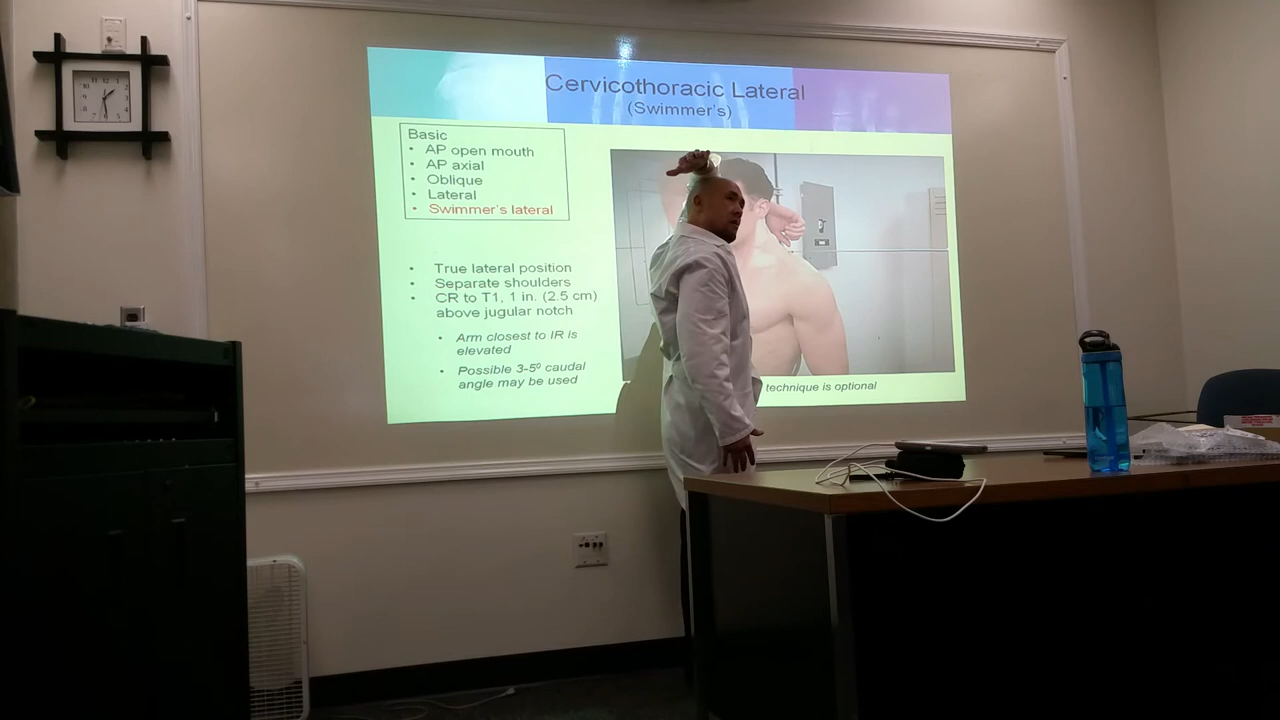 Cervicothoracic Lateral
(Swimmer's)
Basic
• AP open mouth
• AP axial
• Oblique
• Lateral
• Swimmer's lateral
• True lateral position
• Separate shoulders
• CR to T1, 1 in. (2.5 cm)
above jugular notch
• Arm closest to IR is
elevated
• Possible 3-5º caudal
angle may be used
technique is optional